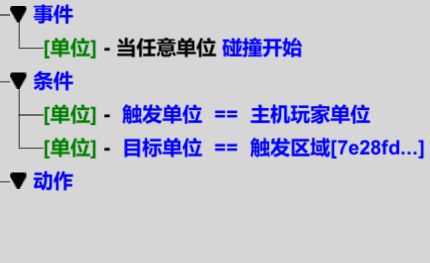 事件
[单位] - 当任意单位 碰撞开始
条件
[单位] - 触发单位 == 主机玩家单位
[单位] - 目标单位 == 触发区域[7e28fd...]
动作